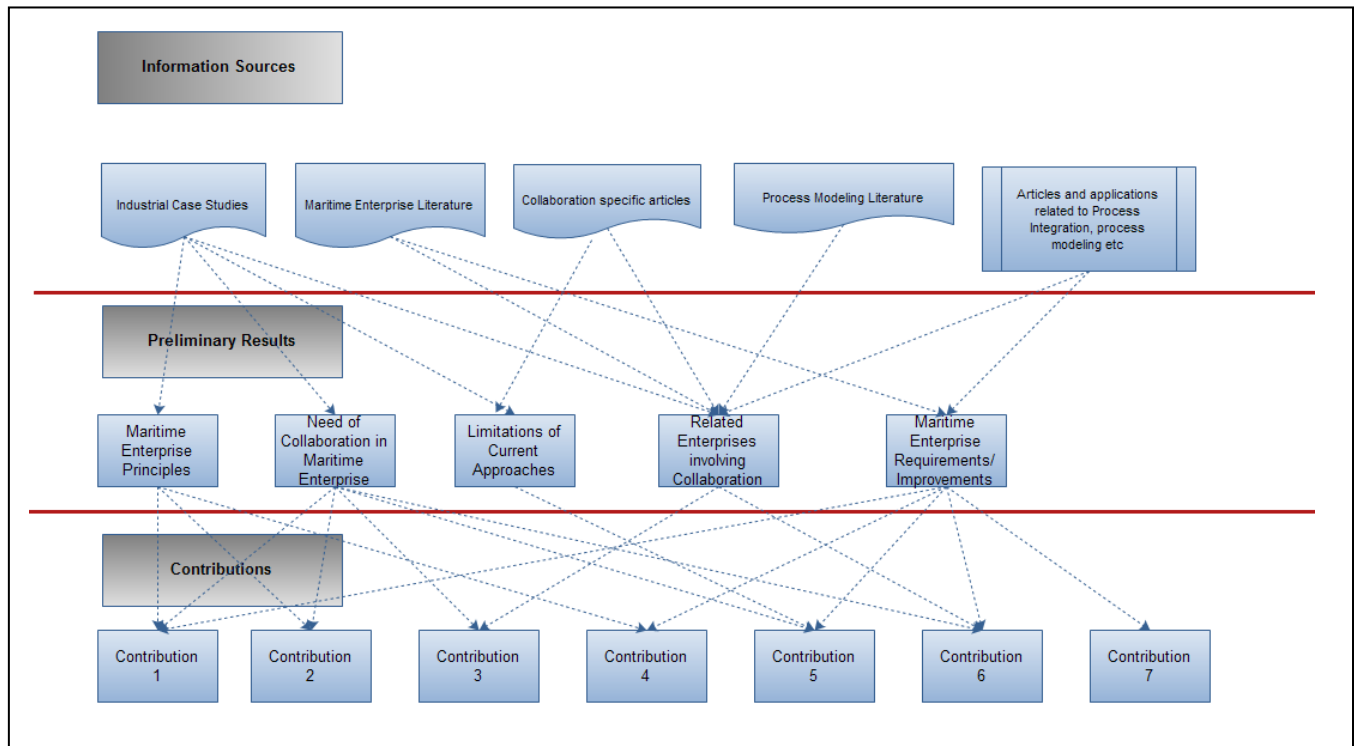 Information Sources
Industrial Case Studies
Maritime Enterprise Literature
Collaboration specific articles
Process Modeling Literature
Articles and applications
related to Process
Integration, process
modeling etc
Preliminary Results
Maritime
Enterprise
Principles
Need of
Collaboration in
Maritime
Enterprise
Limitations of
Current
Approaches
Related
Enterprises
involving
Collaboration
Maritime
Enterprise
Requirements/
Improvements
Contributions
Contribution
1
Contribution
2
Contribution
3
Contribution
4
Contribution
5
Contribution
6
Contribution
7